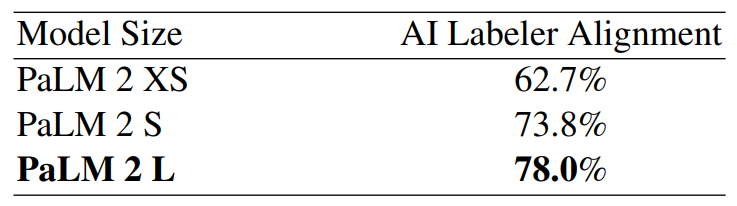 Model Size AI Labeler Alignment
PaLM 2 XS 62.7%
PaLM 2 S 73.8%
PaLM 2 L 78.0%